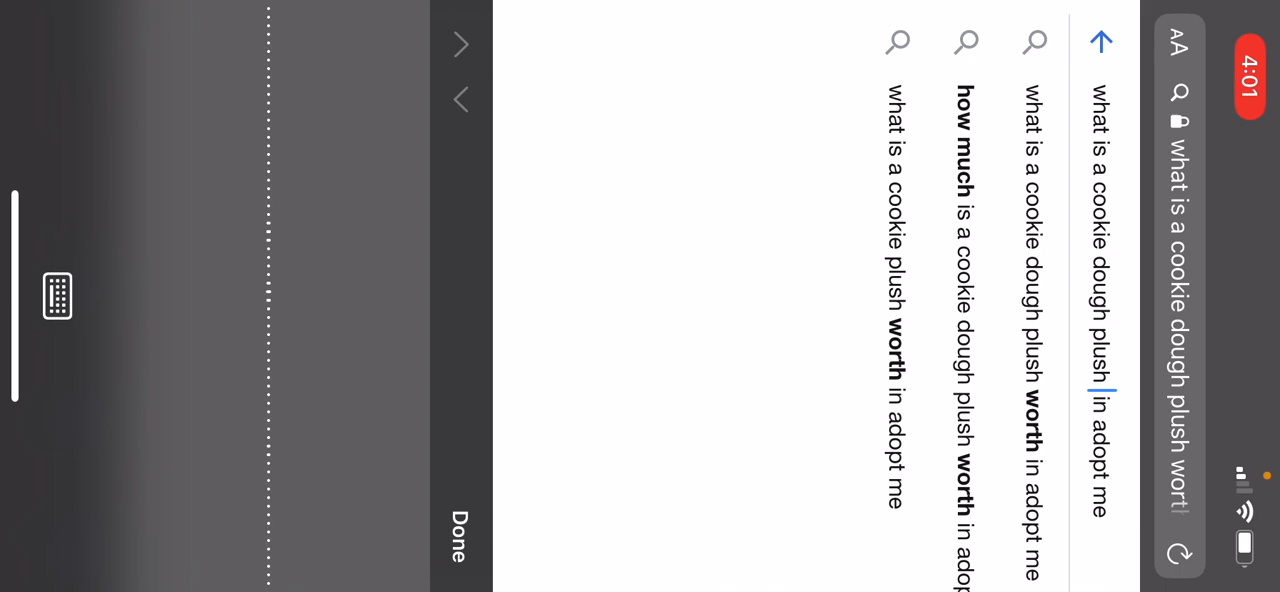 4:01
AA what is a cookie dough plush wort
what is a cookie dough plush in adopt me
what is a cookie dough plush worth in adopt me
how much is a cookie dough plush worth in adop
what is a cookie plush worth in adopt me
Done